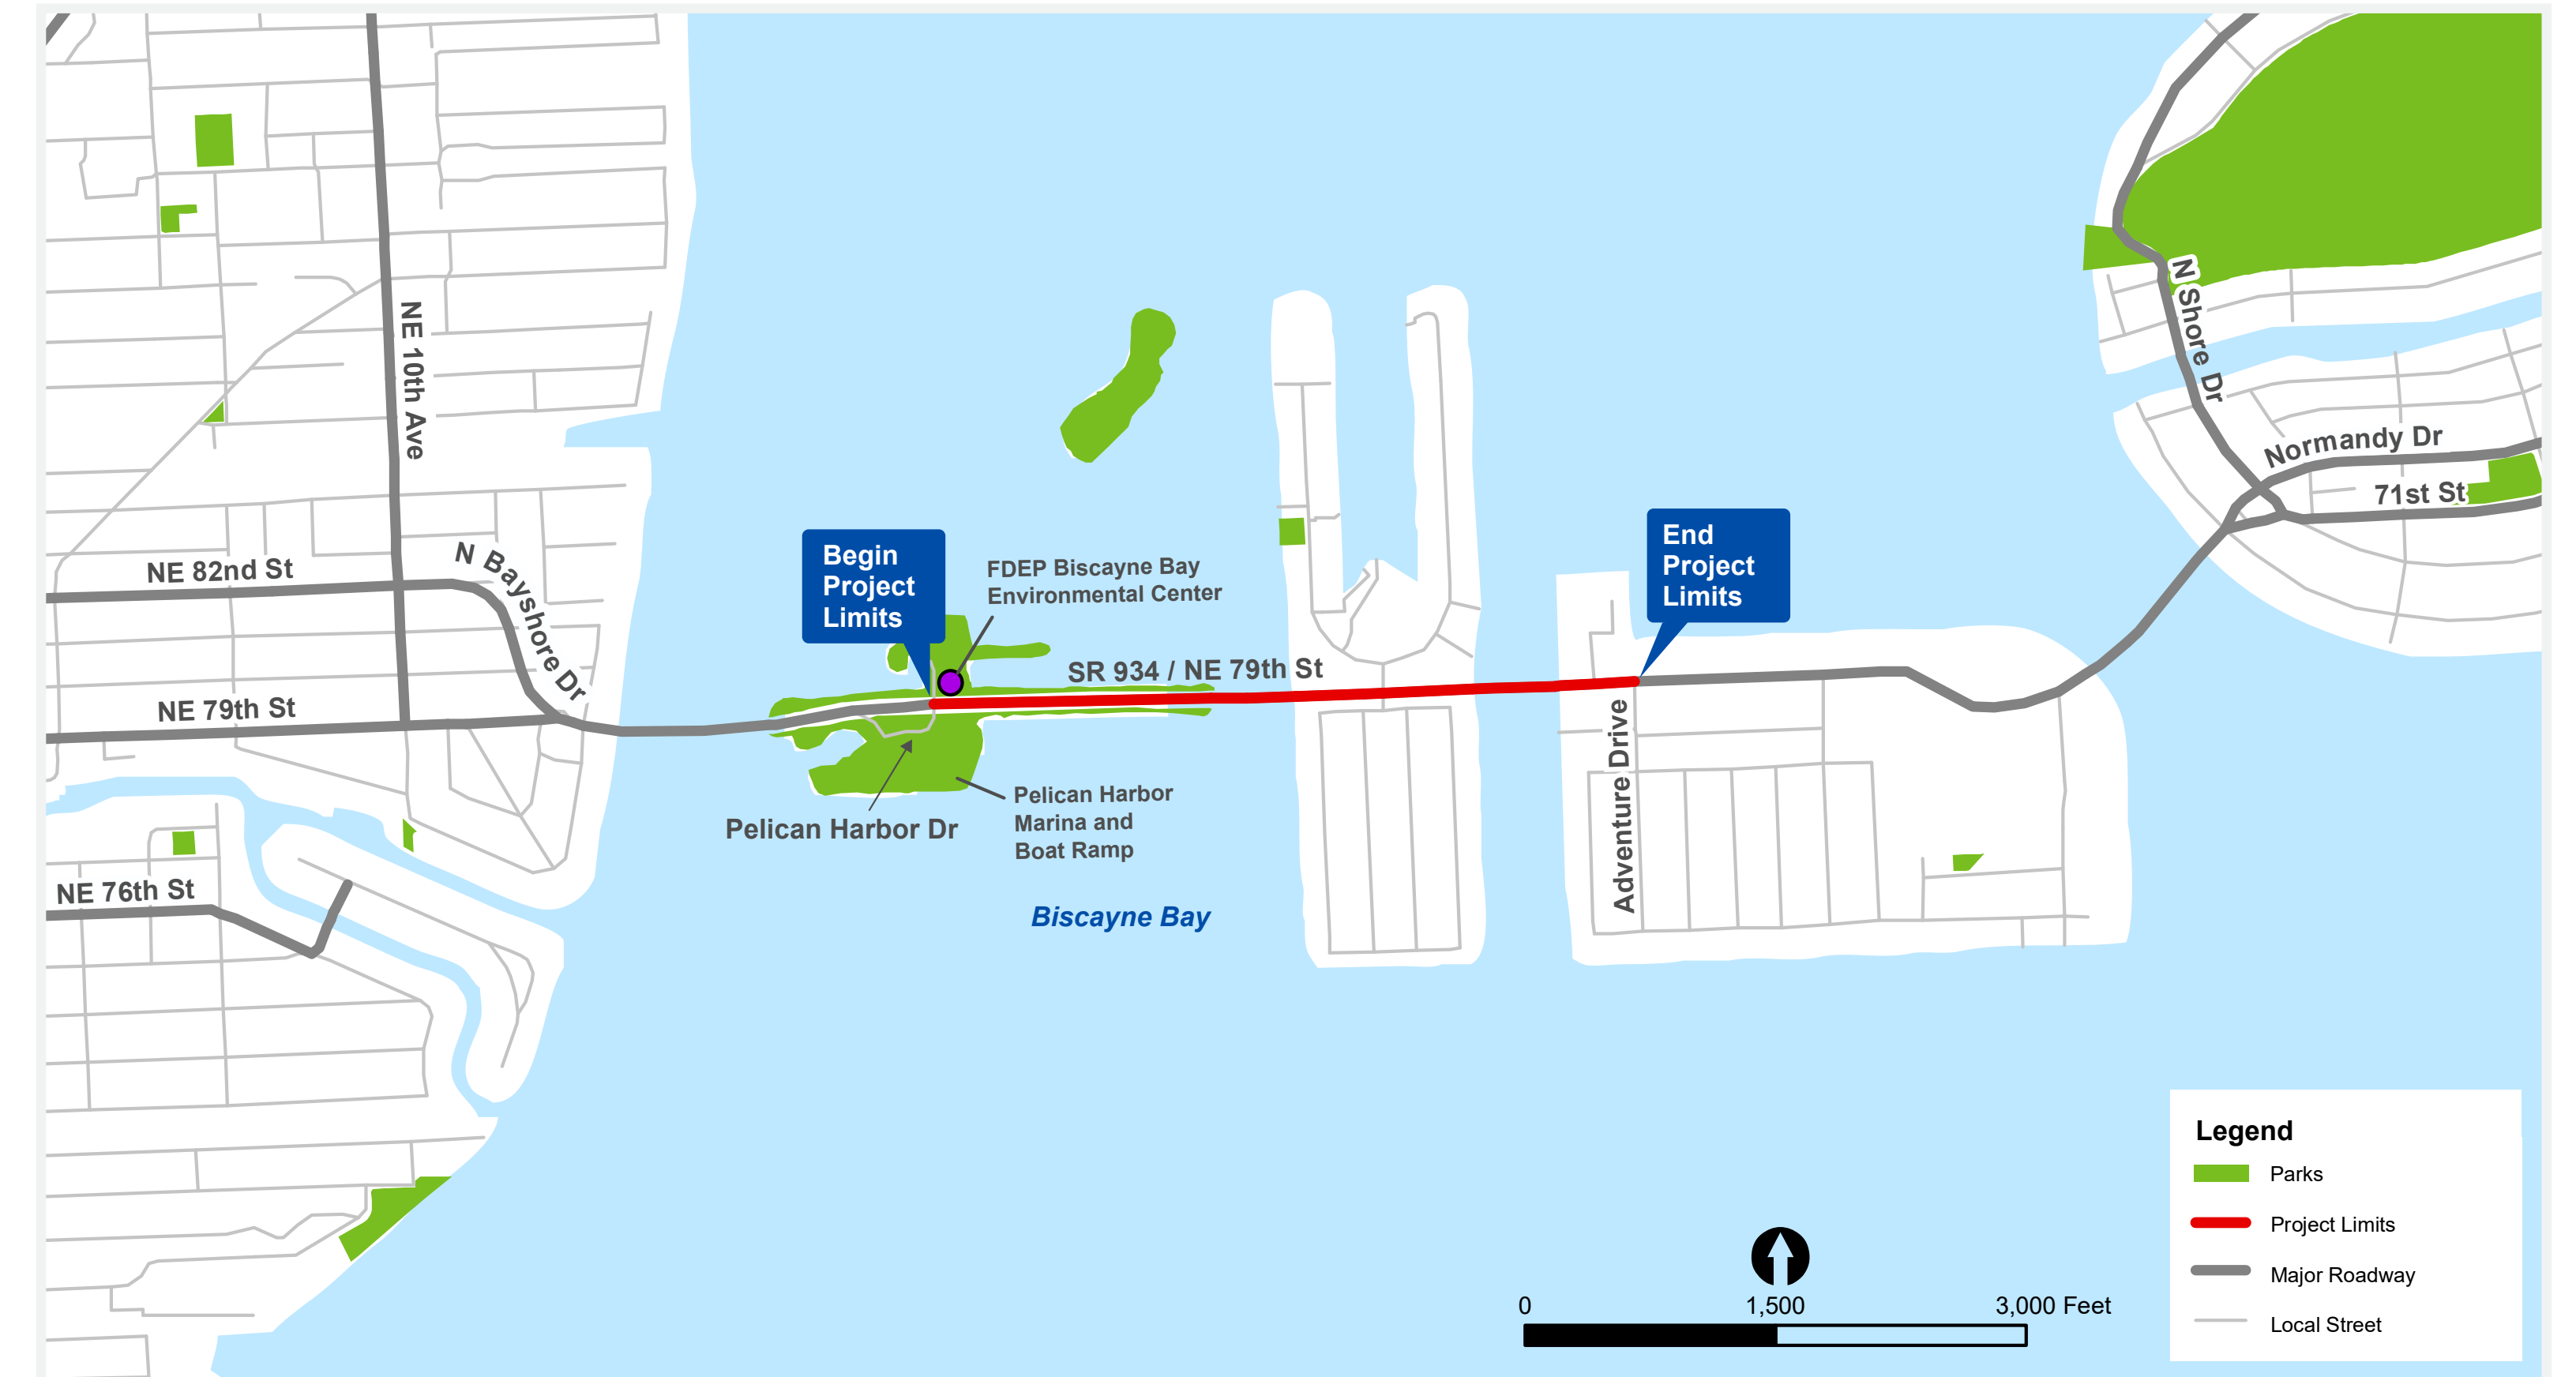 NE 10th Ave
N Shore Dr
Normandy Dr
71st St
NE 82nd St
N Bayshore Dr
Begin
Project
Limits
FDEP Biscayne Bay
Environmental Center
End
Project
Limits
SR 934 / NE 79th St
NE 79th St
Adventure Drive
Pelican Harbor Dr
Pelican Harbor
Marina and
Boat Ramp
NE 76th St
Biscayne Bay
Legend
Parks
Project Limits
Major Roadway
Local Street
0 1,500 3,000 Feet